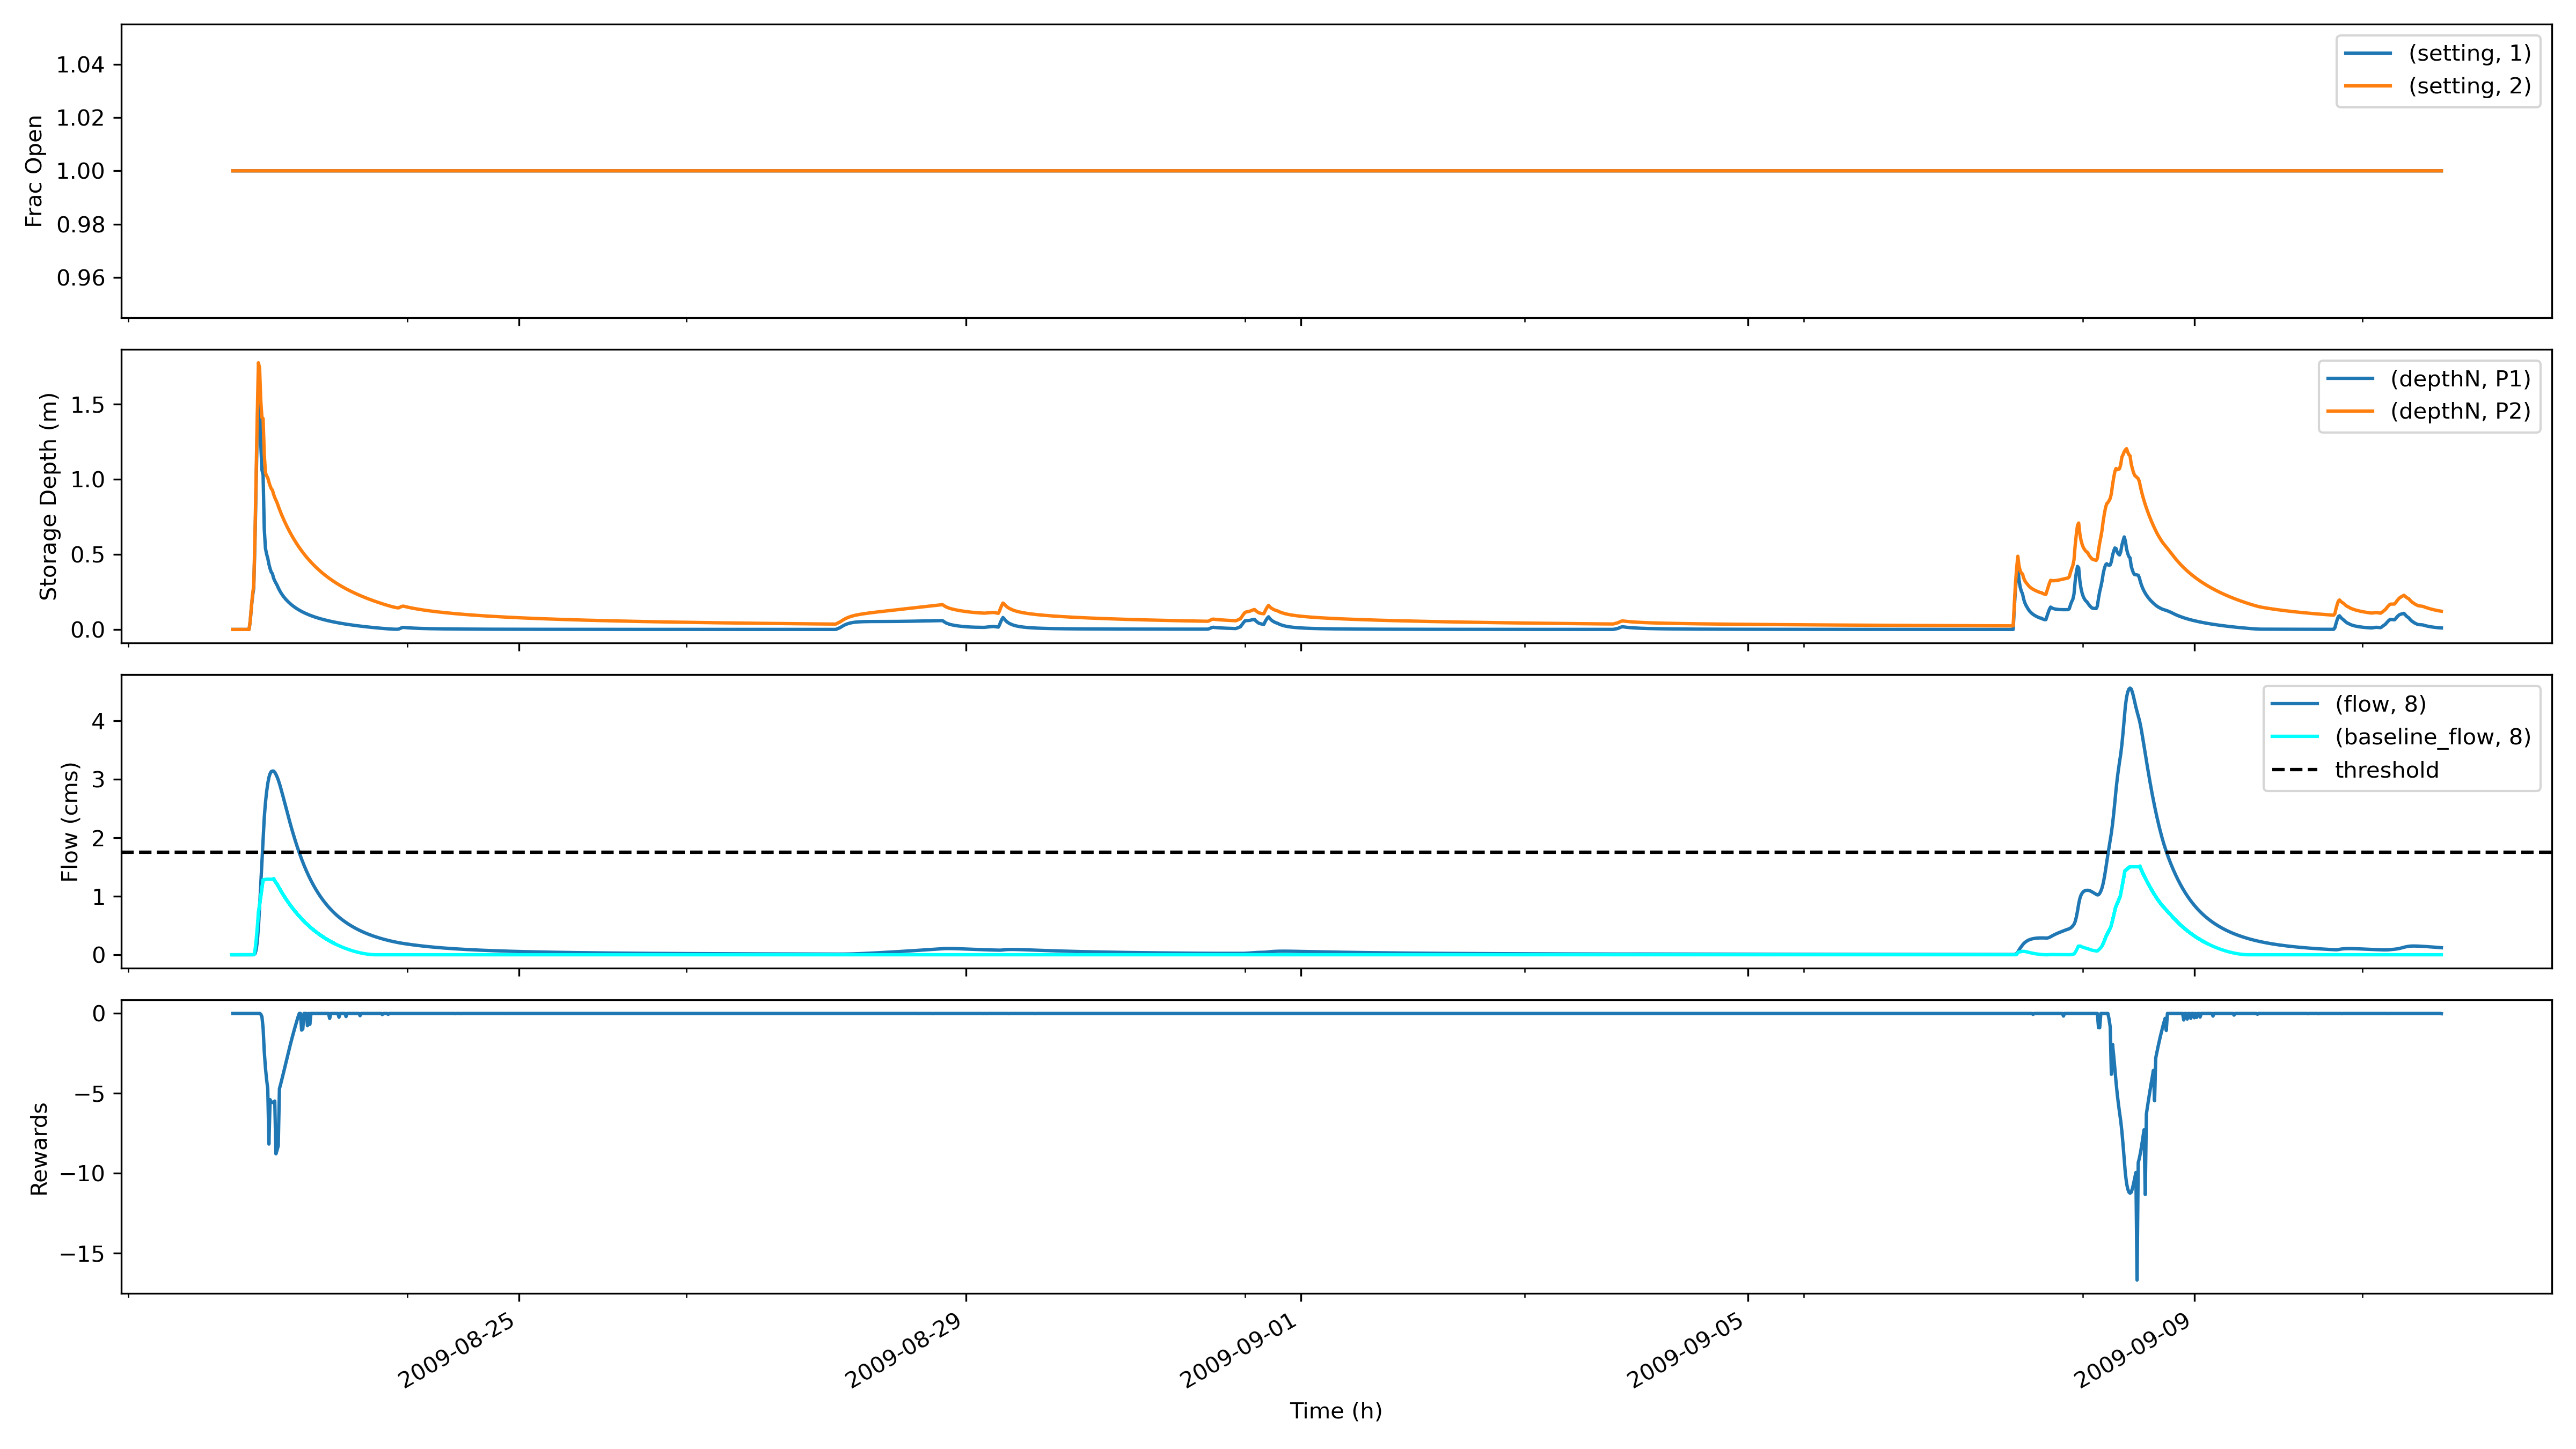 1.04
1.02
1.00
0.98
0.96
Frac Open
(setting, 1)
(setting, 2)
1.5
1.0
0.5
0.0
Storage Depth (m)
(depthN, P1)
(depthN, P2)
4
3
2
1
0
Flow (cms)
(flow, 8)
(baseline_flow, 8)
threshold
0
−5
−10
−15
Rewards
2009-08-25
2009-08-29
2009-09-01
2009-09-05
2009-09-09
Time (h)